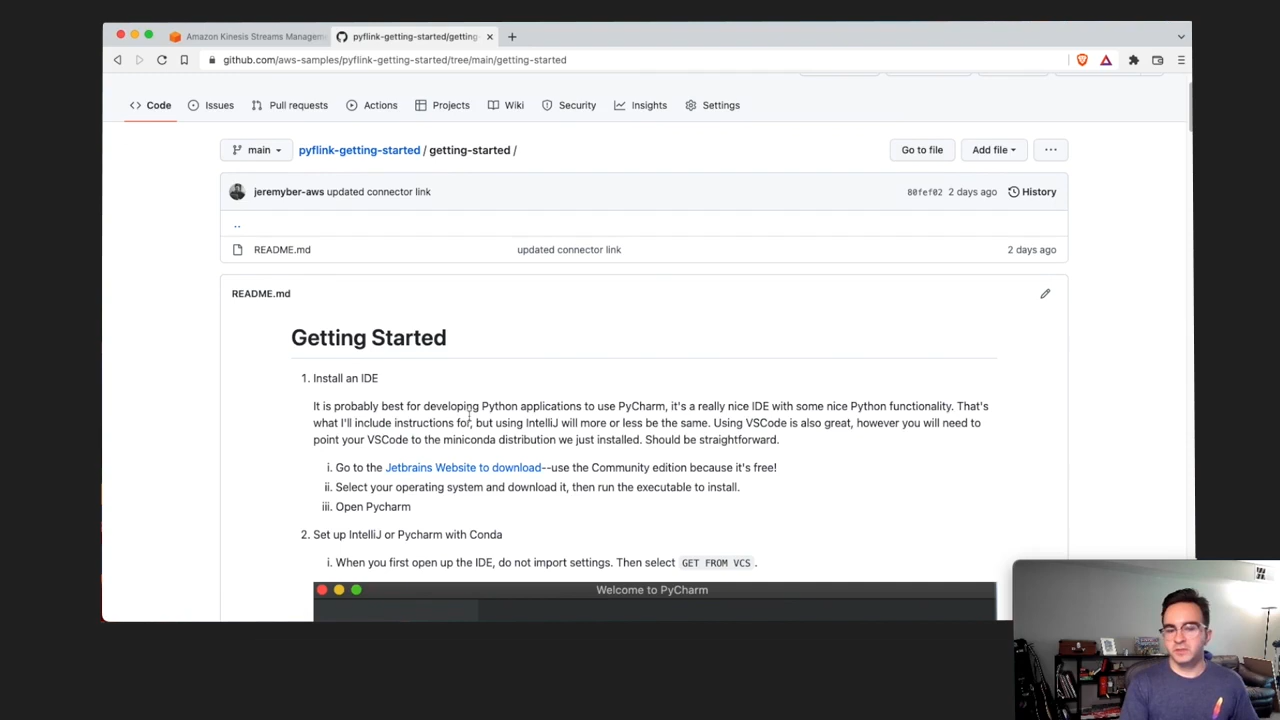 Amazon Kinesis Streams Managem
pyflink-getting-started/getting
github.com/aws-samples/pyflink-getting-started/tree/main/getting-started
Code Issues Pull requests Actions Projects Wiki Security Insights Settings
main pyflink-getting-started / getting-started / Go to file Add file ...
jeremyber-aws updated connector link 80fef02 2 days ago History
..
README.md updated connector link 2 days ago
README.md
Getting Started
1. Install an IDE
It is probably best for developing Python applications to use PyCharm, it's a really nice IDE with some nice Python functionality. That's
what I'll include instructions for, but using IntelliJ will more or less be the same. Using VSCode is also great, however you will need to
point your VSCode to the miniconda distribution we just installed. Should be straightforward.
i. Go to the Jetbrains Website to download--use the Community edition because it's free!
ii. Select your operating system and download it, then run the executable to install.
iii. Open Pycharm
2. Set up IntelliJ or Pycharm with Conda
i. When you first open up the IDE, do not import settings. Then select GET FROM VCS.
Welcome to PyCharm